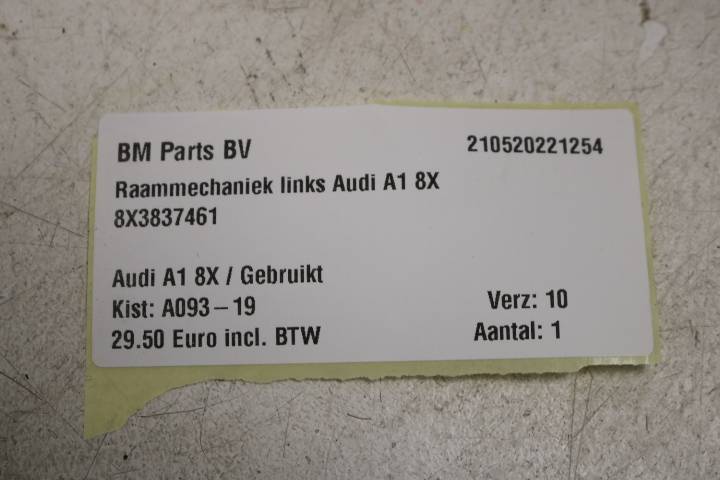 BM Parts BV 210520221254
Raammechaniek links Audi A1 8X
8X3837461
Audi A1 8X / Gebruikt
Kist: A093-19 Verz: 10
29.50 Euro incl. BTW Aantal: 1